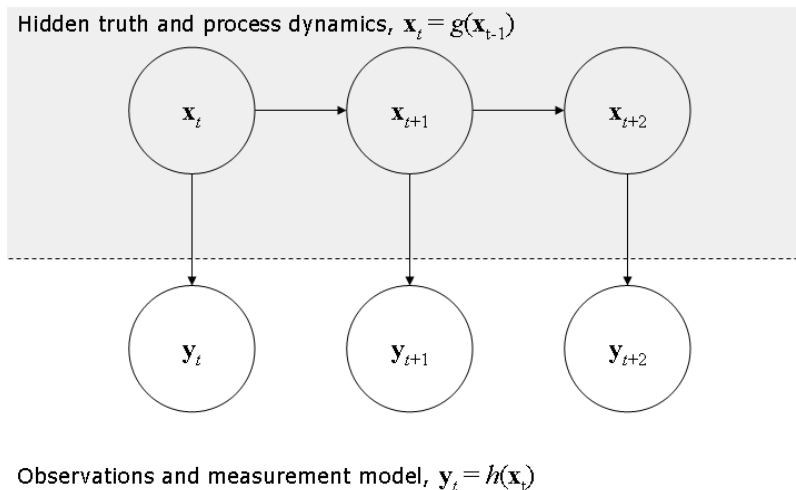 Hidden truth and process dynamics, xₜ = g(xₜ₋₁)
xₜ xₜ₊₁ xₜ₊₂
yₜ yₜ₊₁ yₜ₊₂
Observations and measurement model, yₜ = h(xₜ)